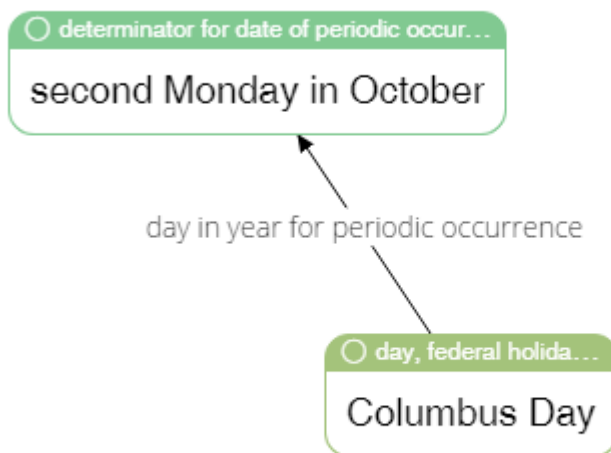 determinator for date of periodic occur...
second Monday in October
day in year for periodic occurrence
day, federal holida...
Columbus Day